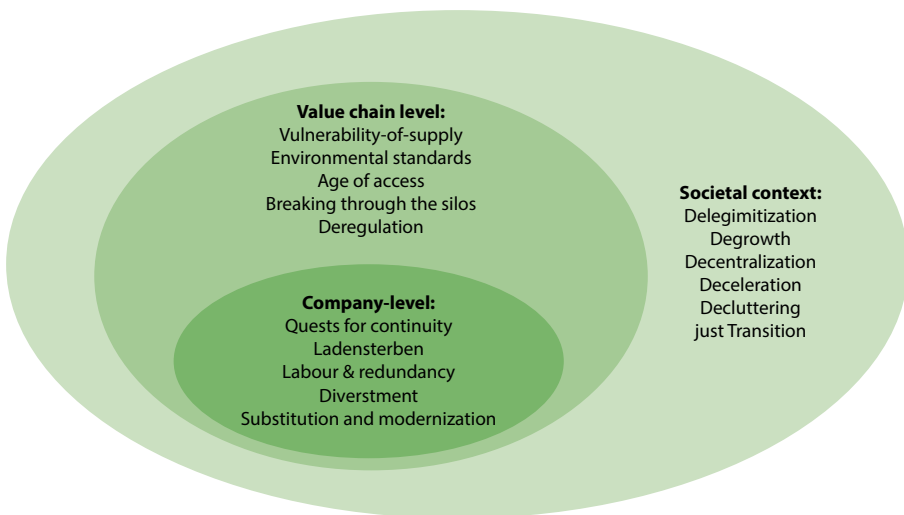 Value chain level:
Vulnerability-of-supply
Environmental standards
Age of access
Breaking through the silos
Deregulation
Company-level:
Quests for continuity
Ladensterben
Labour & redundancy
Diverstment
Substitution and modernization
Societal context:
Delegimitization
Degrowth
Decentralization
Deceleration
Decluttering
just Transition